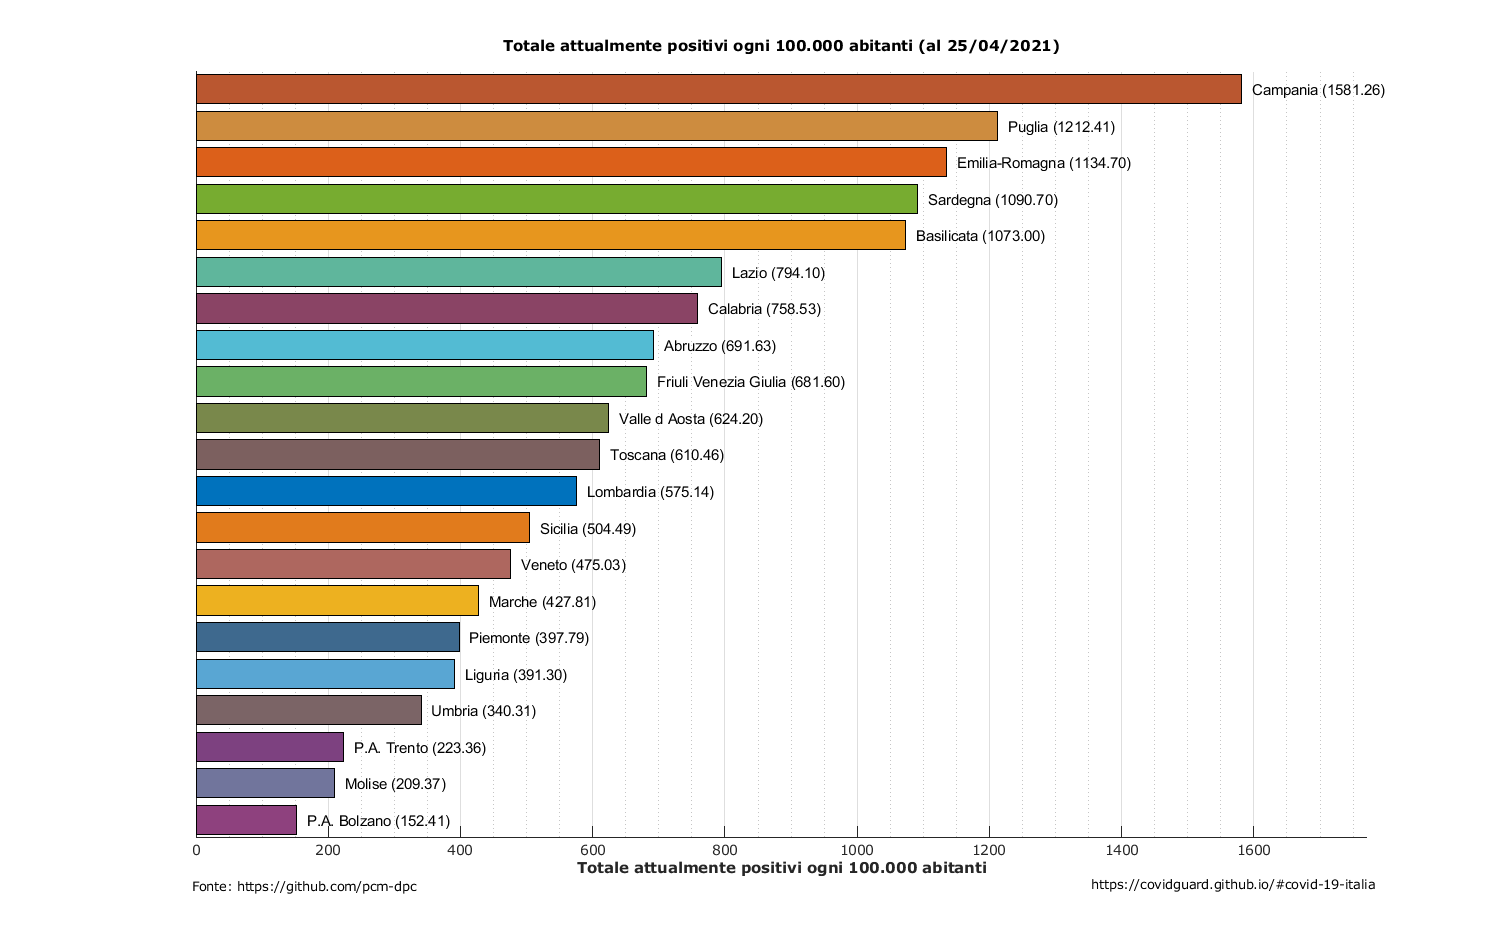 Totale attualmente positivi ogni 100.000 abitanti (al 25/04/2021)
Campania (1581.26)
Puglia (1212.41)
Emilia-Romagna (1134.70)
Sardegna (1090.70)
Basilicata (1073.00)
Lazio (794.10)
Calabria (758.53)
Abruzzo (691.63)
Friuli Venezia Giulia (681.60)
Valle d Aosta (624.20)
Toscana (610.46)
Lombardia (575.14)
Sicilia (504.49)
Veneto (475.03)
Marche (427.81)
Piemonte (397.79)
Liguria (391.30)
Umbria (340.31)
P.A. Trento (223.36)
Molise (209.37)
P.A. Bolzano (152.41)
0 200 400 600 800 1000 1200 1400 1600
Totale attualmente positivi ogni 100.000 abitanti
Fonte: https://github.com/pcm-dpc
https://covidguard.github.io/#covid-19-italia